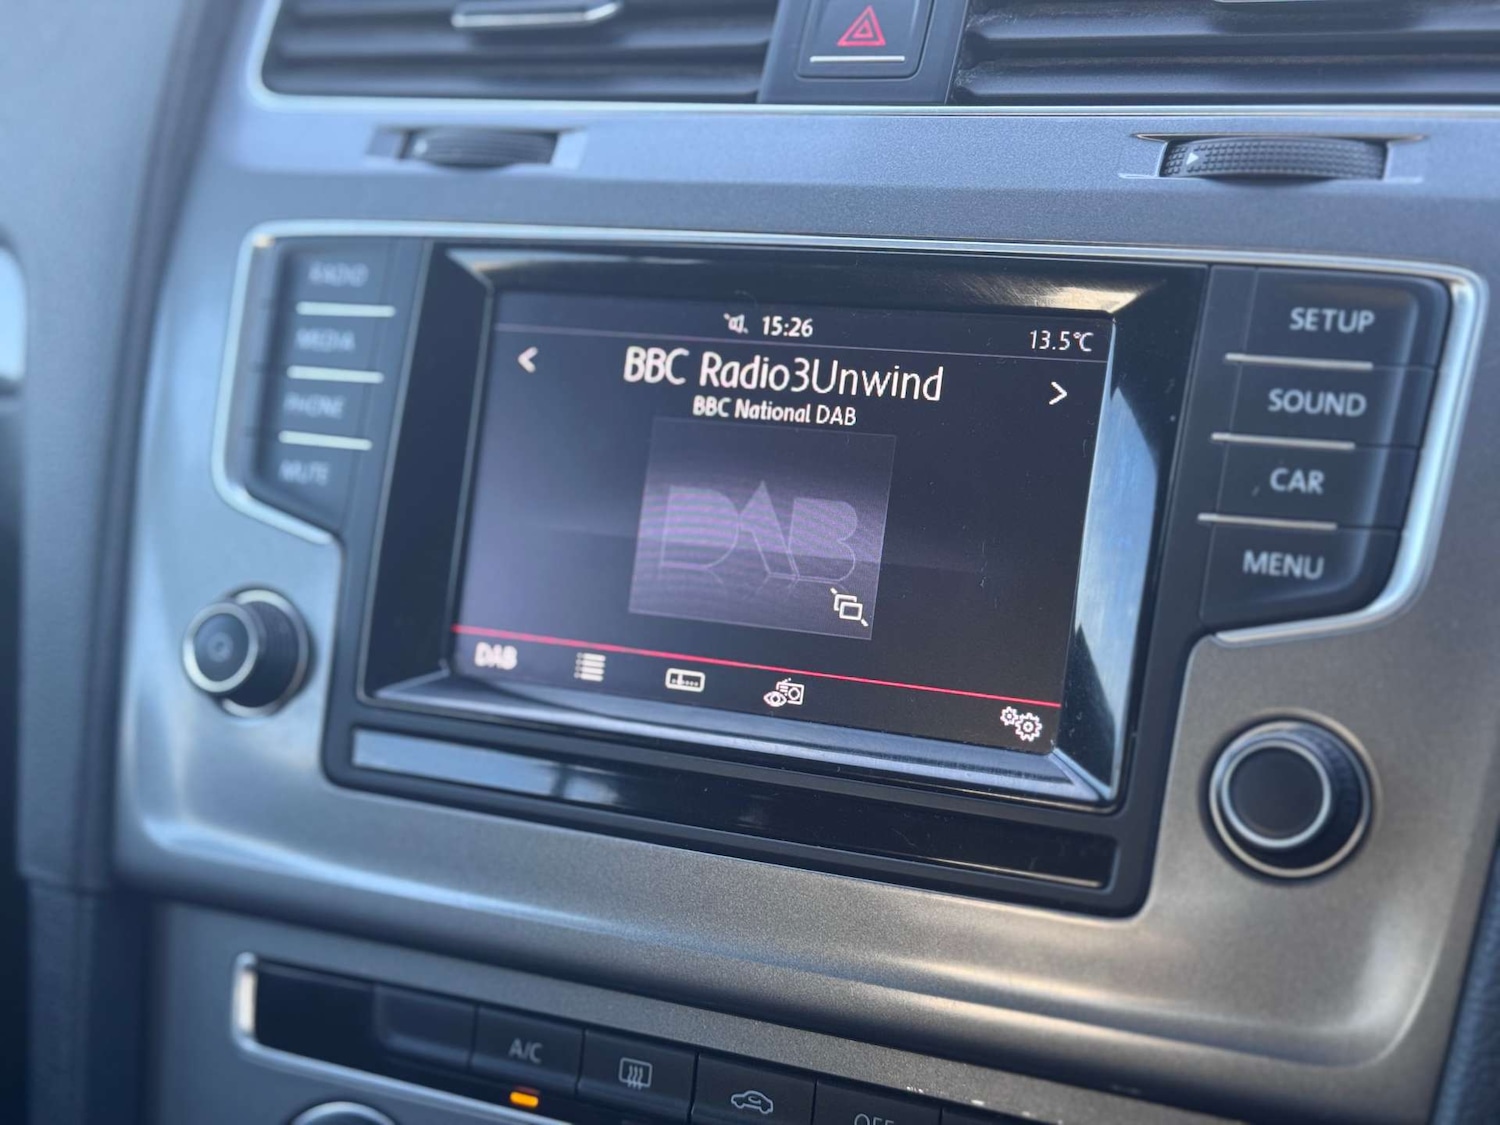 RADIO
MEDIA
PHONE
MUTE
15:26
13.5°C
BBC Radio3Unwind
BBC National DAB
DAB
DAB
SETUP
SOUND
CAR
MENU
A/C
OFF